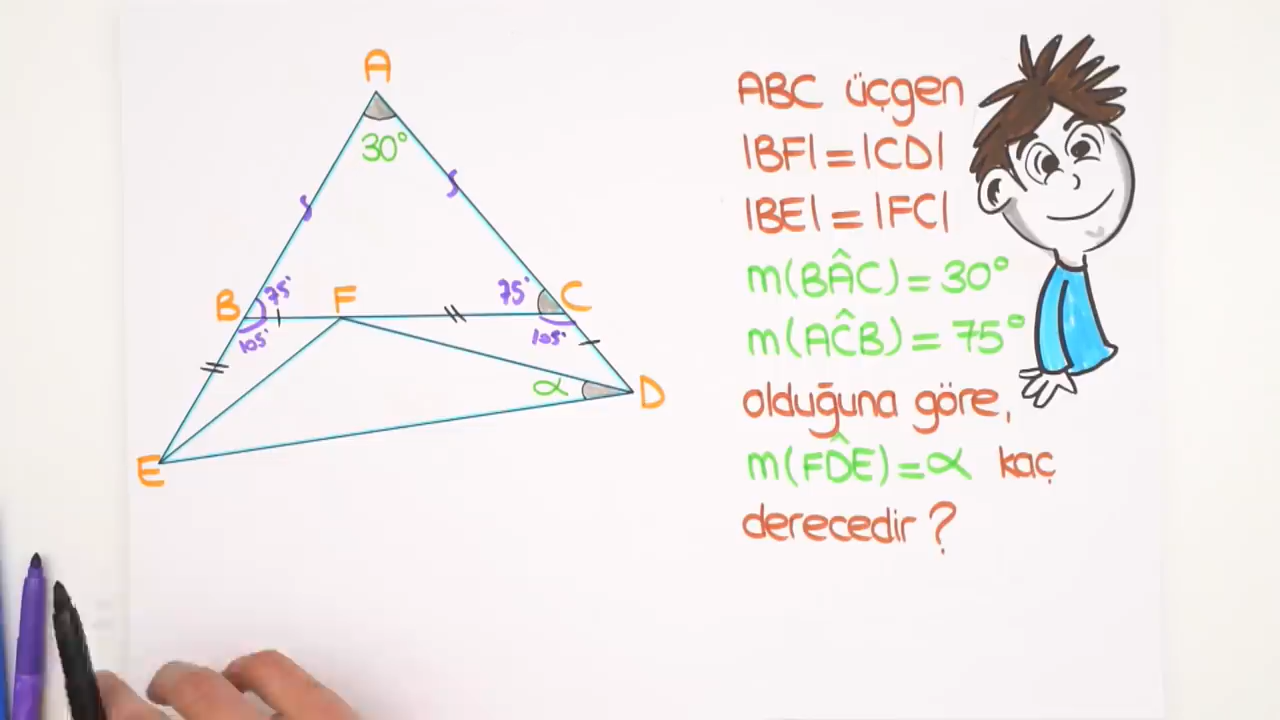 A
30°
B
75°
F
75°
C
105°
105°
α
D
E
ABC üçgen
|BF| = |CD|
|BE| = |FC|
m(BÂC) = 30°
m(AĈB) = 75°
olduğuna göre,
m(FD̂E) = α kaç
derecedir?